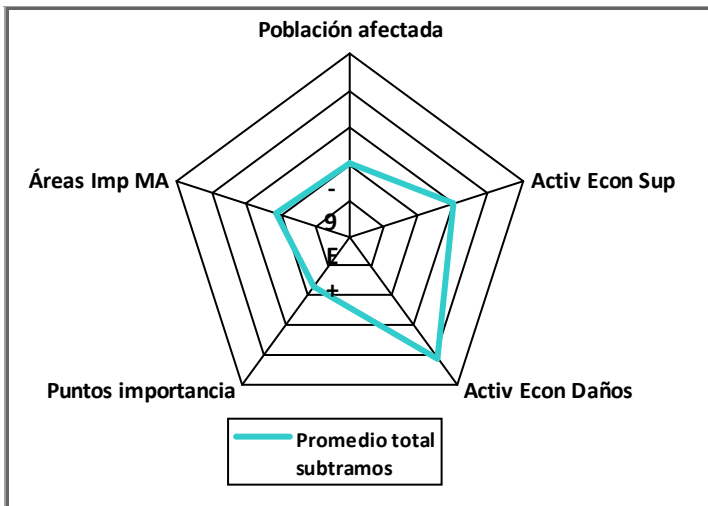 Población afectada
Áreas Imp MA
Activ Econ Sup
-
9
E
+
Puntos importancia
Activ Econ Daños
Promedio total
subtramos